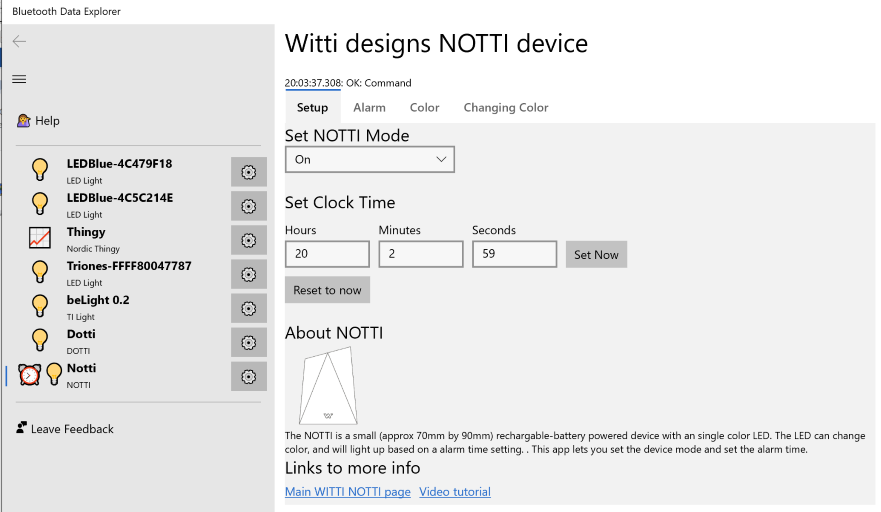 Bluetooth Data Explorer
Help
LEDBlue-4C479F18
LED Light
LEDBlue-4C5C214E
LED Light
Thingy
Nordic Thingy
Triones-FFFF80047787
LED Light
beLight 0.2
TI Light
Dotti
DOTTI
Notti
NOTTI
Leave Feedback
Witti designs NOTTI device
20:03:37.308: OK: Command
Setup Alarm Color Changing Color
Set NOTTI Mode
On
Set Clock Time
Hours Minutes Seconds
20 2 59 Set Now
Reset to now
About NOTTI
W
The NOTTI is a small (approx 70mm by 90mm) rechargable-battery powered device with an single color LED. The LED can change
color, and will light up based on a alarm time setting. . This app lets you set the device mode and set the alarm time.
Links to more info
Main WITTI NOTTI page Video tutorial